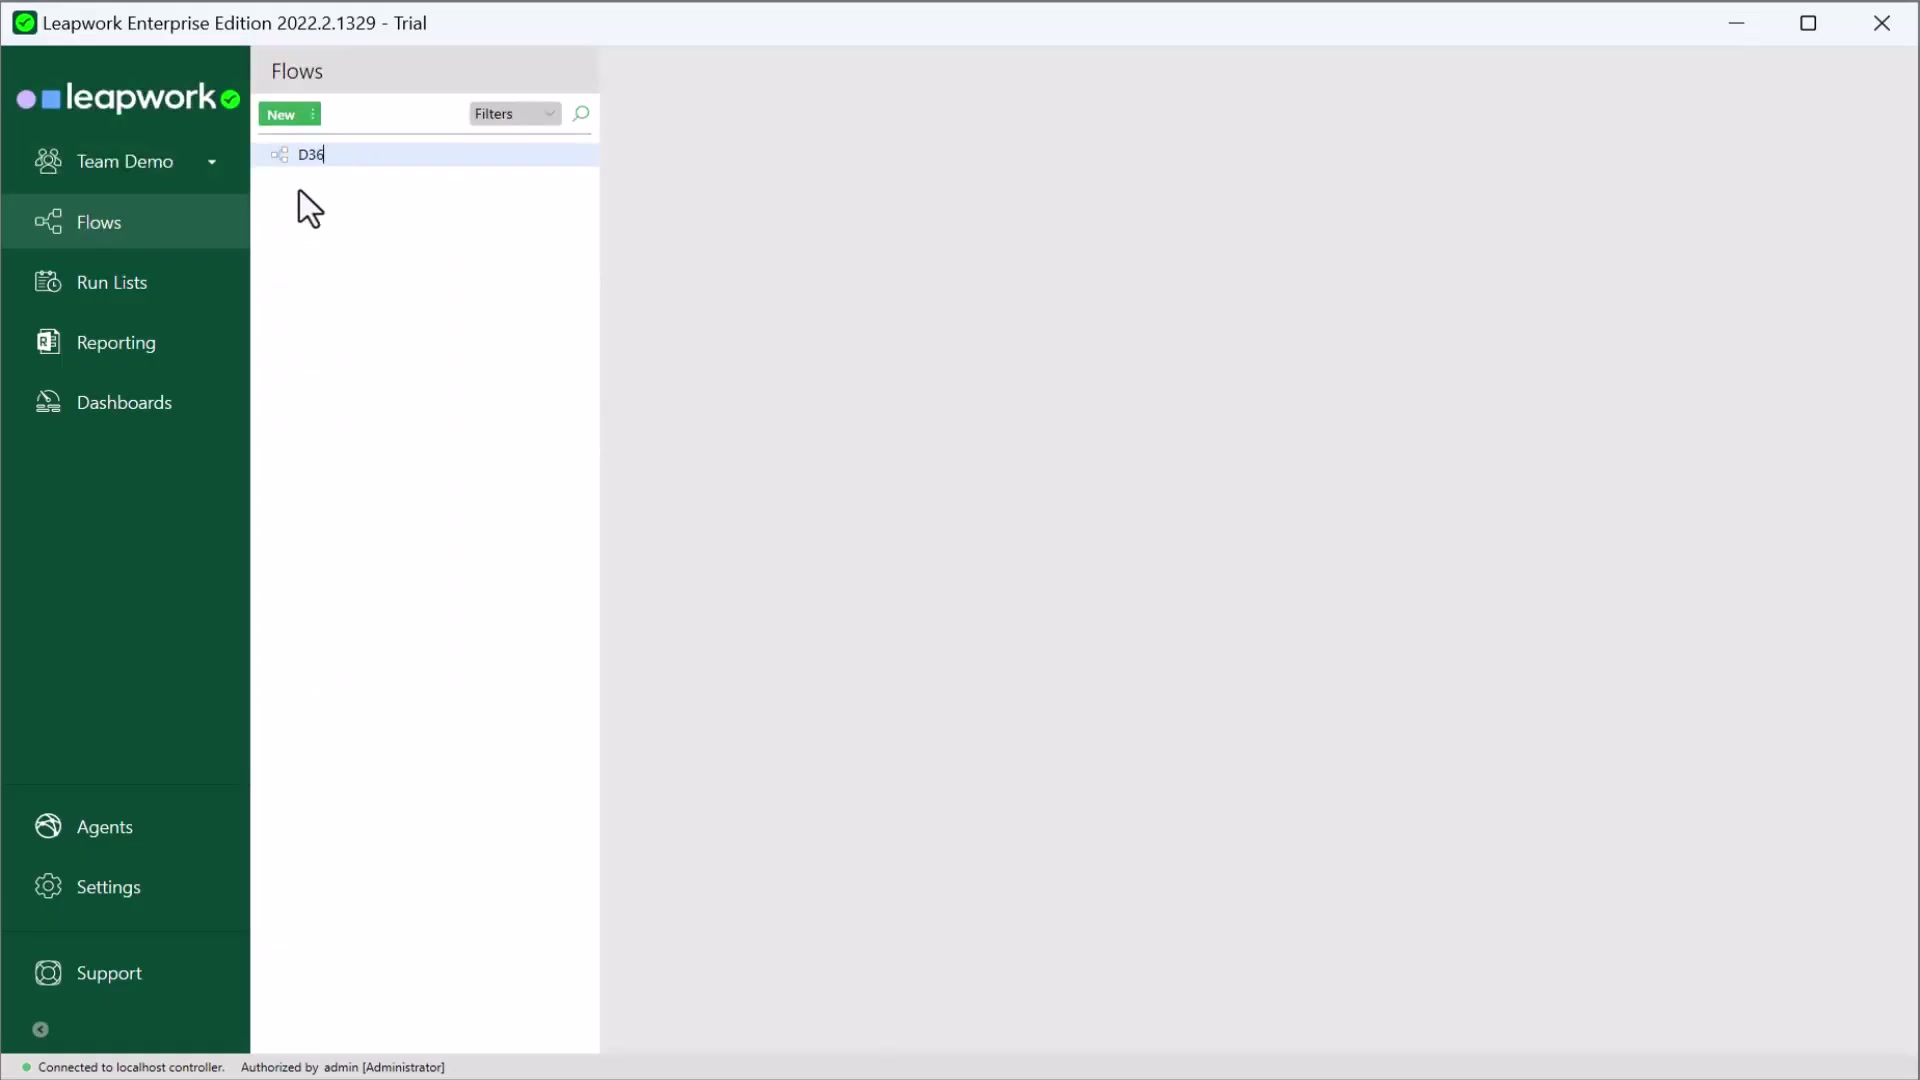 Leapwork Enterprise Edition 2022.2.1329 - Trial
leapwork
Team Demo
Flows
Run Lists
Reporting
Dashboards
Agents
Settings
Support
Flows
New
Filters
D36
Connected to localhost controller. Authorized by admin [Administrator]